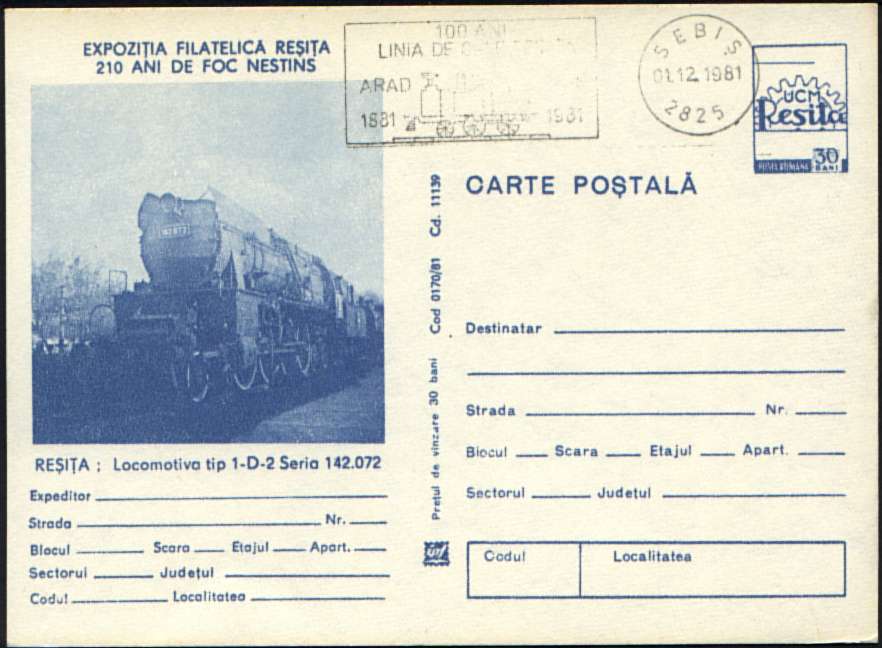 EXPOZIȚIA FILATELICĂ REȘIȚA
210 ANI DE FOC NESTINS
100 ANI
LINIA DE
ARAD
1881 1981
SEBIȘ
01.12.1981
2825
UCM
Reșița
POSTA ROMANA 30
BANI
CARTE POȘTALĂ
REȘIȚA : Locomotiva tip 1-D-2 Seria 142.072
Expeditor
Strada Nr.
Blocul Scara Etajul Apart.
Sectorul Județul
Codul Localitatea
Prețul de vînzare 30 bani Cod 0170/81 Cd. 11139
Destinatar
Strada Nr.
Blocul Scara Etajul Apart.
Sectorul Județul
Codul Localitatea